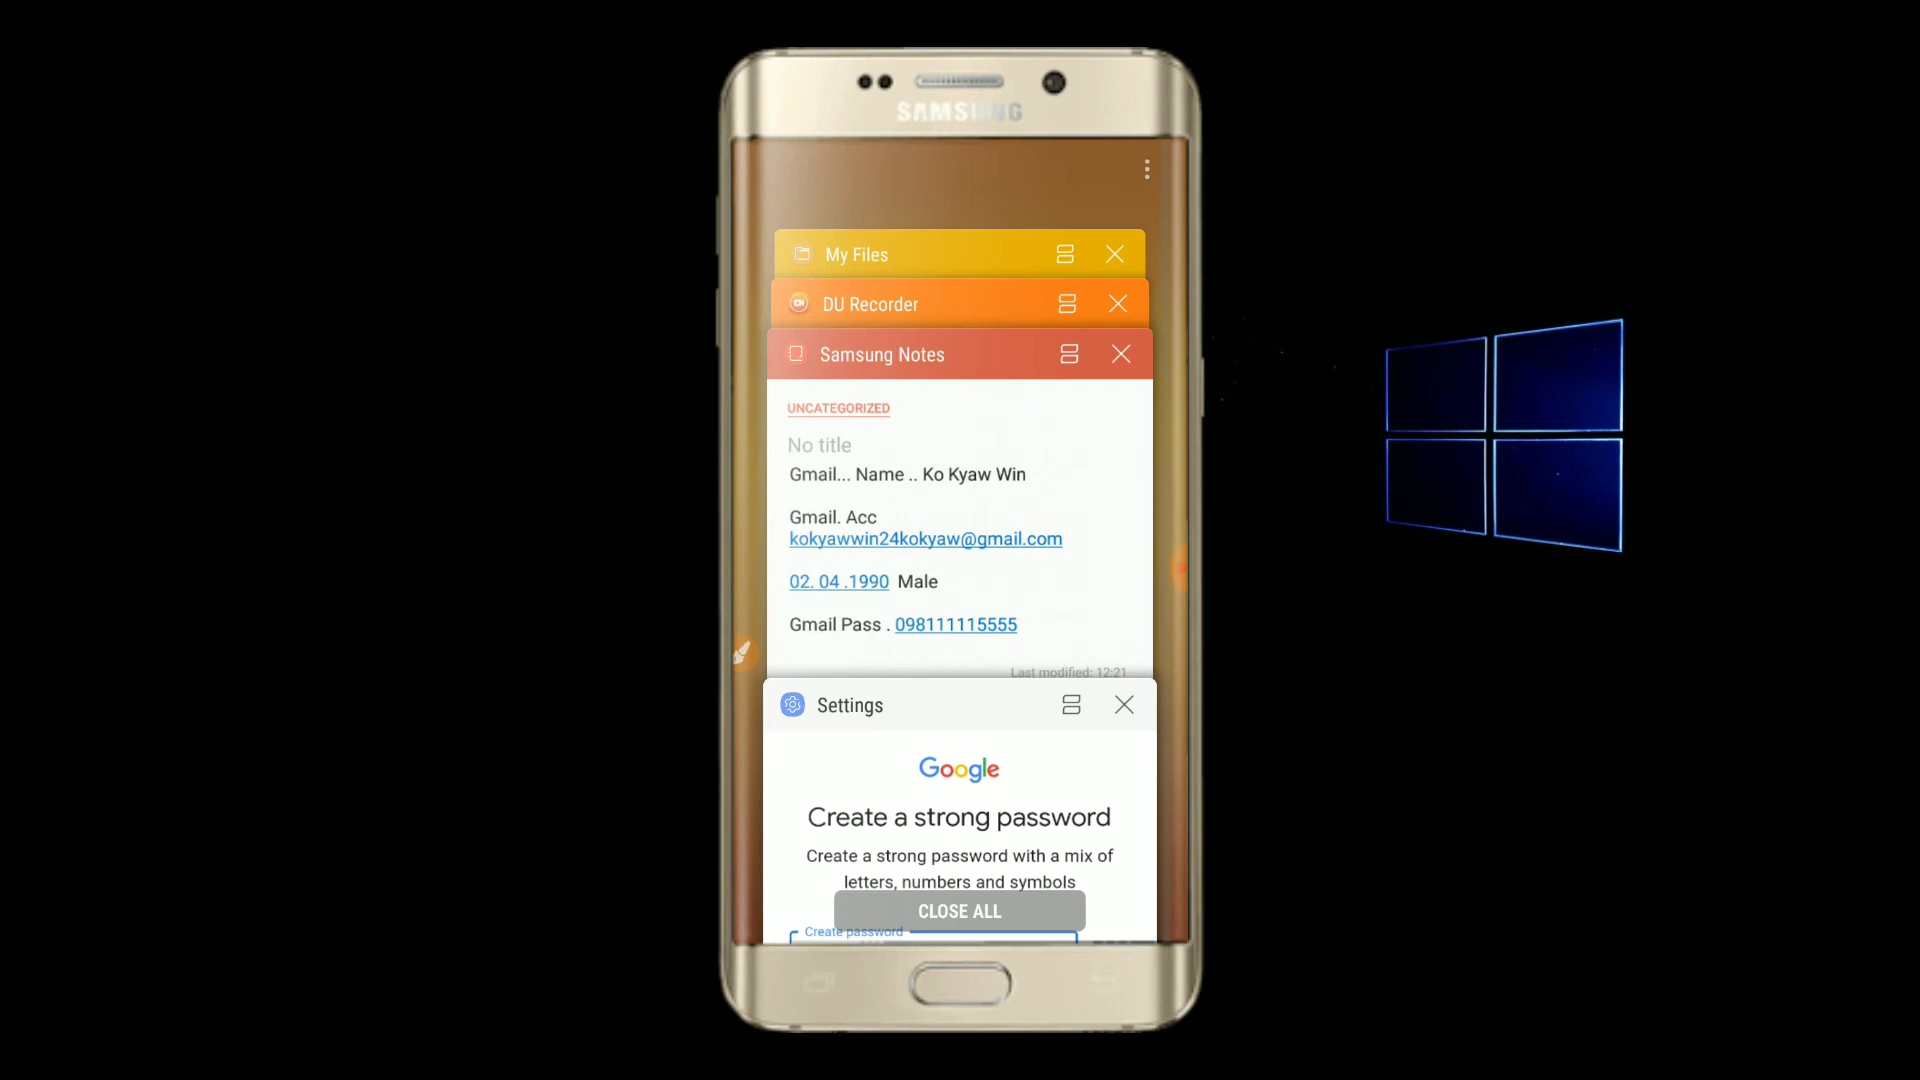 SAMSUNG
My Files
DU Recorder
Samsung Notes
UNCATEGORIZED
No title
Gmail... Name .. Ko Kyaw Win
Gmail. Acc
kokyawwin24kokyaw@gmail.com
02. 04 .1990 Male
Gmail Pass . 098111115555
Last modified: 12:21
Settings
Google
Create a strong password
Create a strong password with a mix of
letters, numbers and symbols
CLOSE ALL
Create password